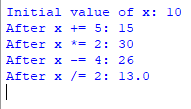 Initial value of x: 10
After x += 5: 15
After x *= 2: 30
After x -= 4: 26
After x /= 2: 13.0